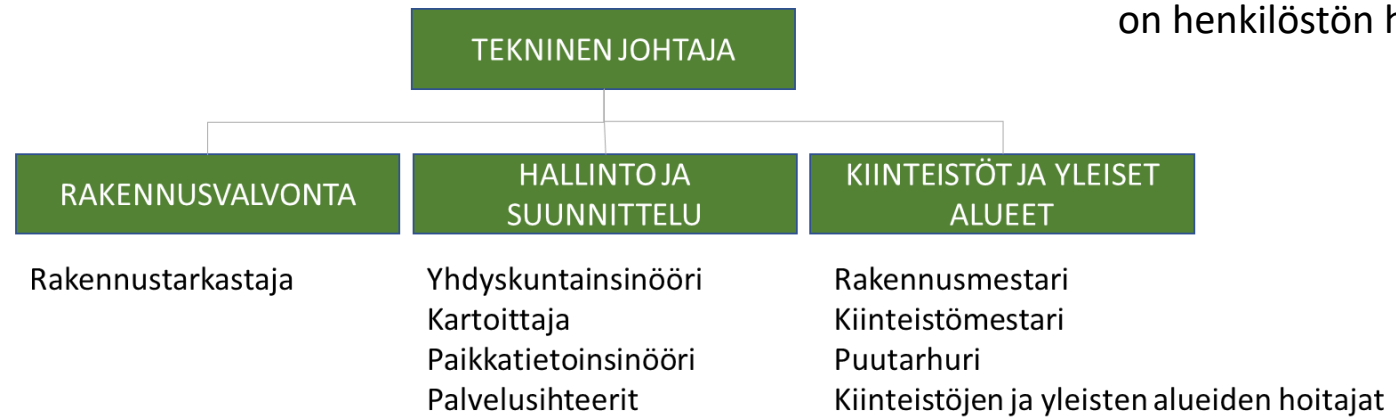 on henkilöstön
TEKNINEN JOHTAJA
RAKENNUSVALVONTA
HALLINTO JA
SUUNNITTELU
KIINTEISTÖT JA YLEISET
ALUEET
Rakennustarkastaja
Yhdyskuntainsinööri
Kartoittaja
Paikkatietoinsinööri
Palvelusihteerit
Rakennusmestari
Kiinteistömestari
Puutarhuri
Kiinteistöjen ja yleisten alueiden hoitajat